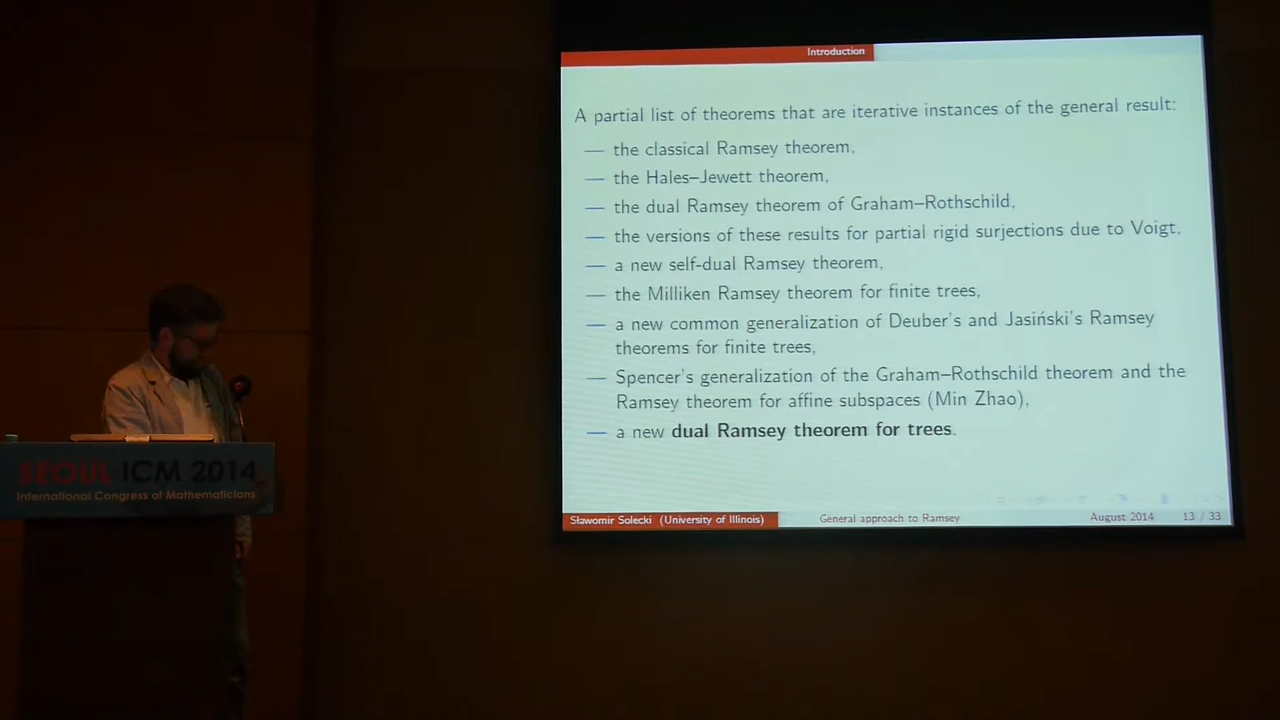 Introduction
A partial list of theorems that are iterative instances of the general result:
— the classical Ramsey theorem,
— the Hales–Jewett theorem,
— the dual Ramsey theorem of Graham–Rothschild,
— the versions of these results for partial rigid surjections due to Voigt,
— a new self-dual Ramsey theorem,
— the Milliken Ramsey theorem for finite trees,
— a new common generalization of Deuber's and Jasiński's Ramsey
theorems for finite trees,
— Spencer's generalization of the Graham–Rothschild theorem and the
Ramsey theorem for affine subspaces (Min Zhao),
— a new dual Ramsey theorem for trees.
Sławomir Solecki (University of Illinois)
General approach to Ramsey
August 2014
13 / 33
SEOUL ICM 2014
International Congress of Mathematicians